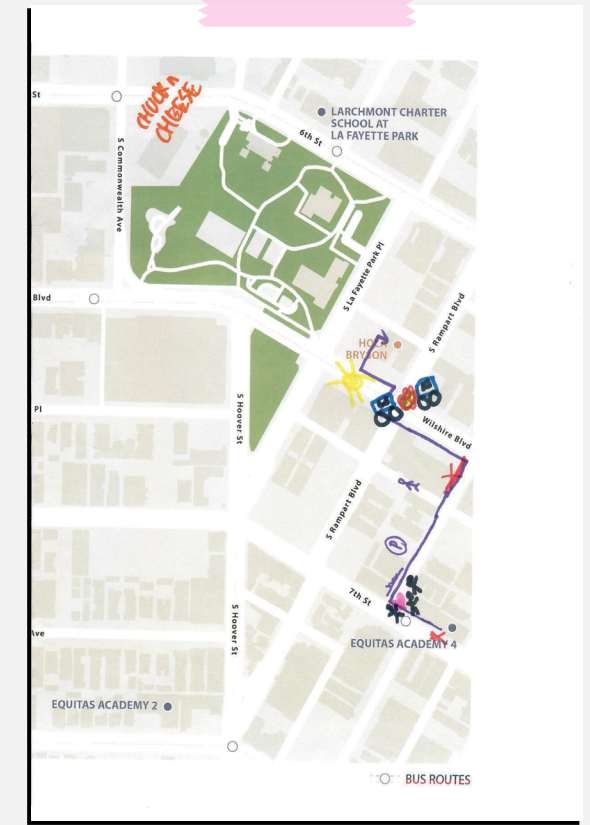 CHUCK A
CHEESE
LARCHMONT CHARTER
SCHOOL AT
LA FAYETTE PARK
St
6th St
S Commonwealth Ave
S La Fayette Park Pl
Blvd
S Rampart Blvd
HOLA
BRYSON
Pl
S Hoover St
Wilshire Blvd
S Rampart Blvd
P
7th St
S Hoover St
Ave
EQUITAS ACADEMY 4
EQUITAS ACADEMY 2
BUS ROUTES